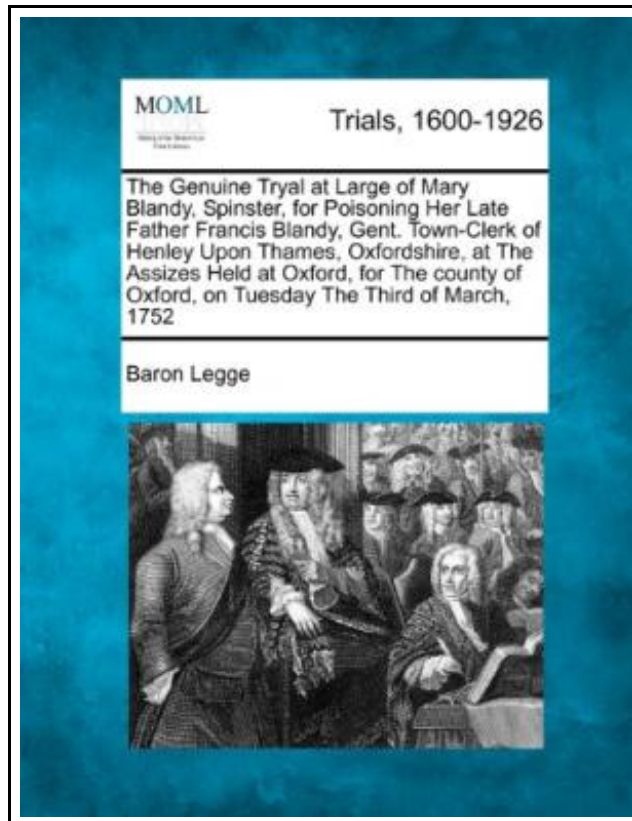 MOML
Trials, 1600-1926
The Genuine Tryal at Large of Mary
Blandy, Spinster, for Poisoning Her Late
Father Francis Blandy, Gent. Town-Clerk of
Henley Upon Thames, Oxfordshire, at The
Assizes Held at Oxford, for The county of
Oxford, on Tuesday The Third of March,
1752
Baron Legge